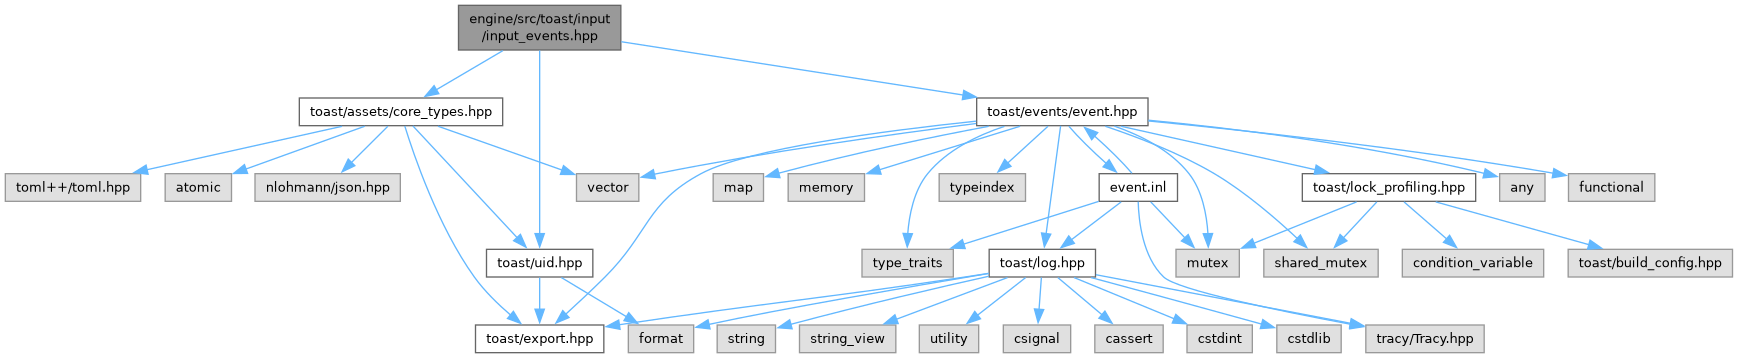 engine/src/toast/input
/input_events.hpp
toast/assets/core_types.hpp
toast/events/event.hpp
toml++/toml.hpp
atomic
nlohmann/json.hpp
vector
map
memory
typeindex
event.inl
toast/lock_profiling.hpp
any
functional
toast/uid.hpp
type_traits
toast/log.hpp
mutex
shared_mutex
condition_variable
toast/build_config.hpp
toast/export.hpp
format
string
string_view
utility
csignal
cassert
cstdint
cstdlib
tracy/Tracy.hpp